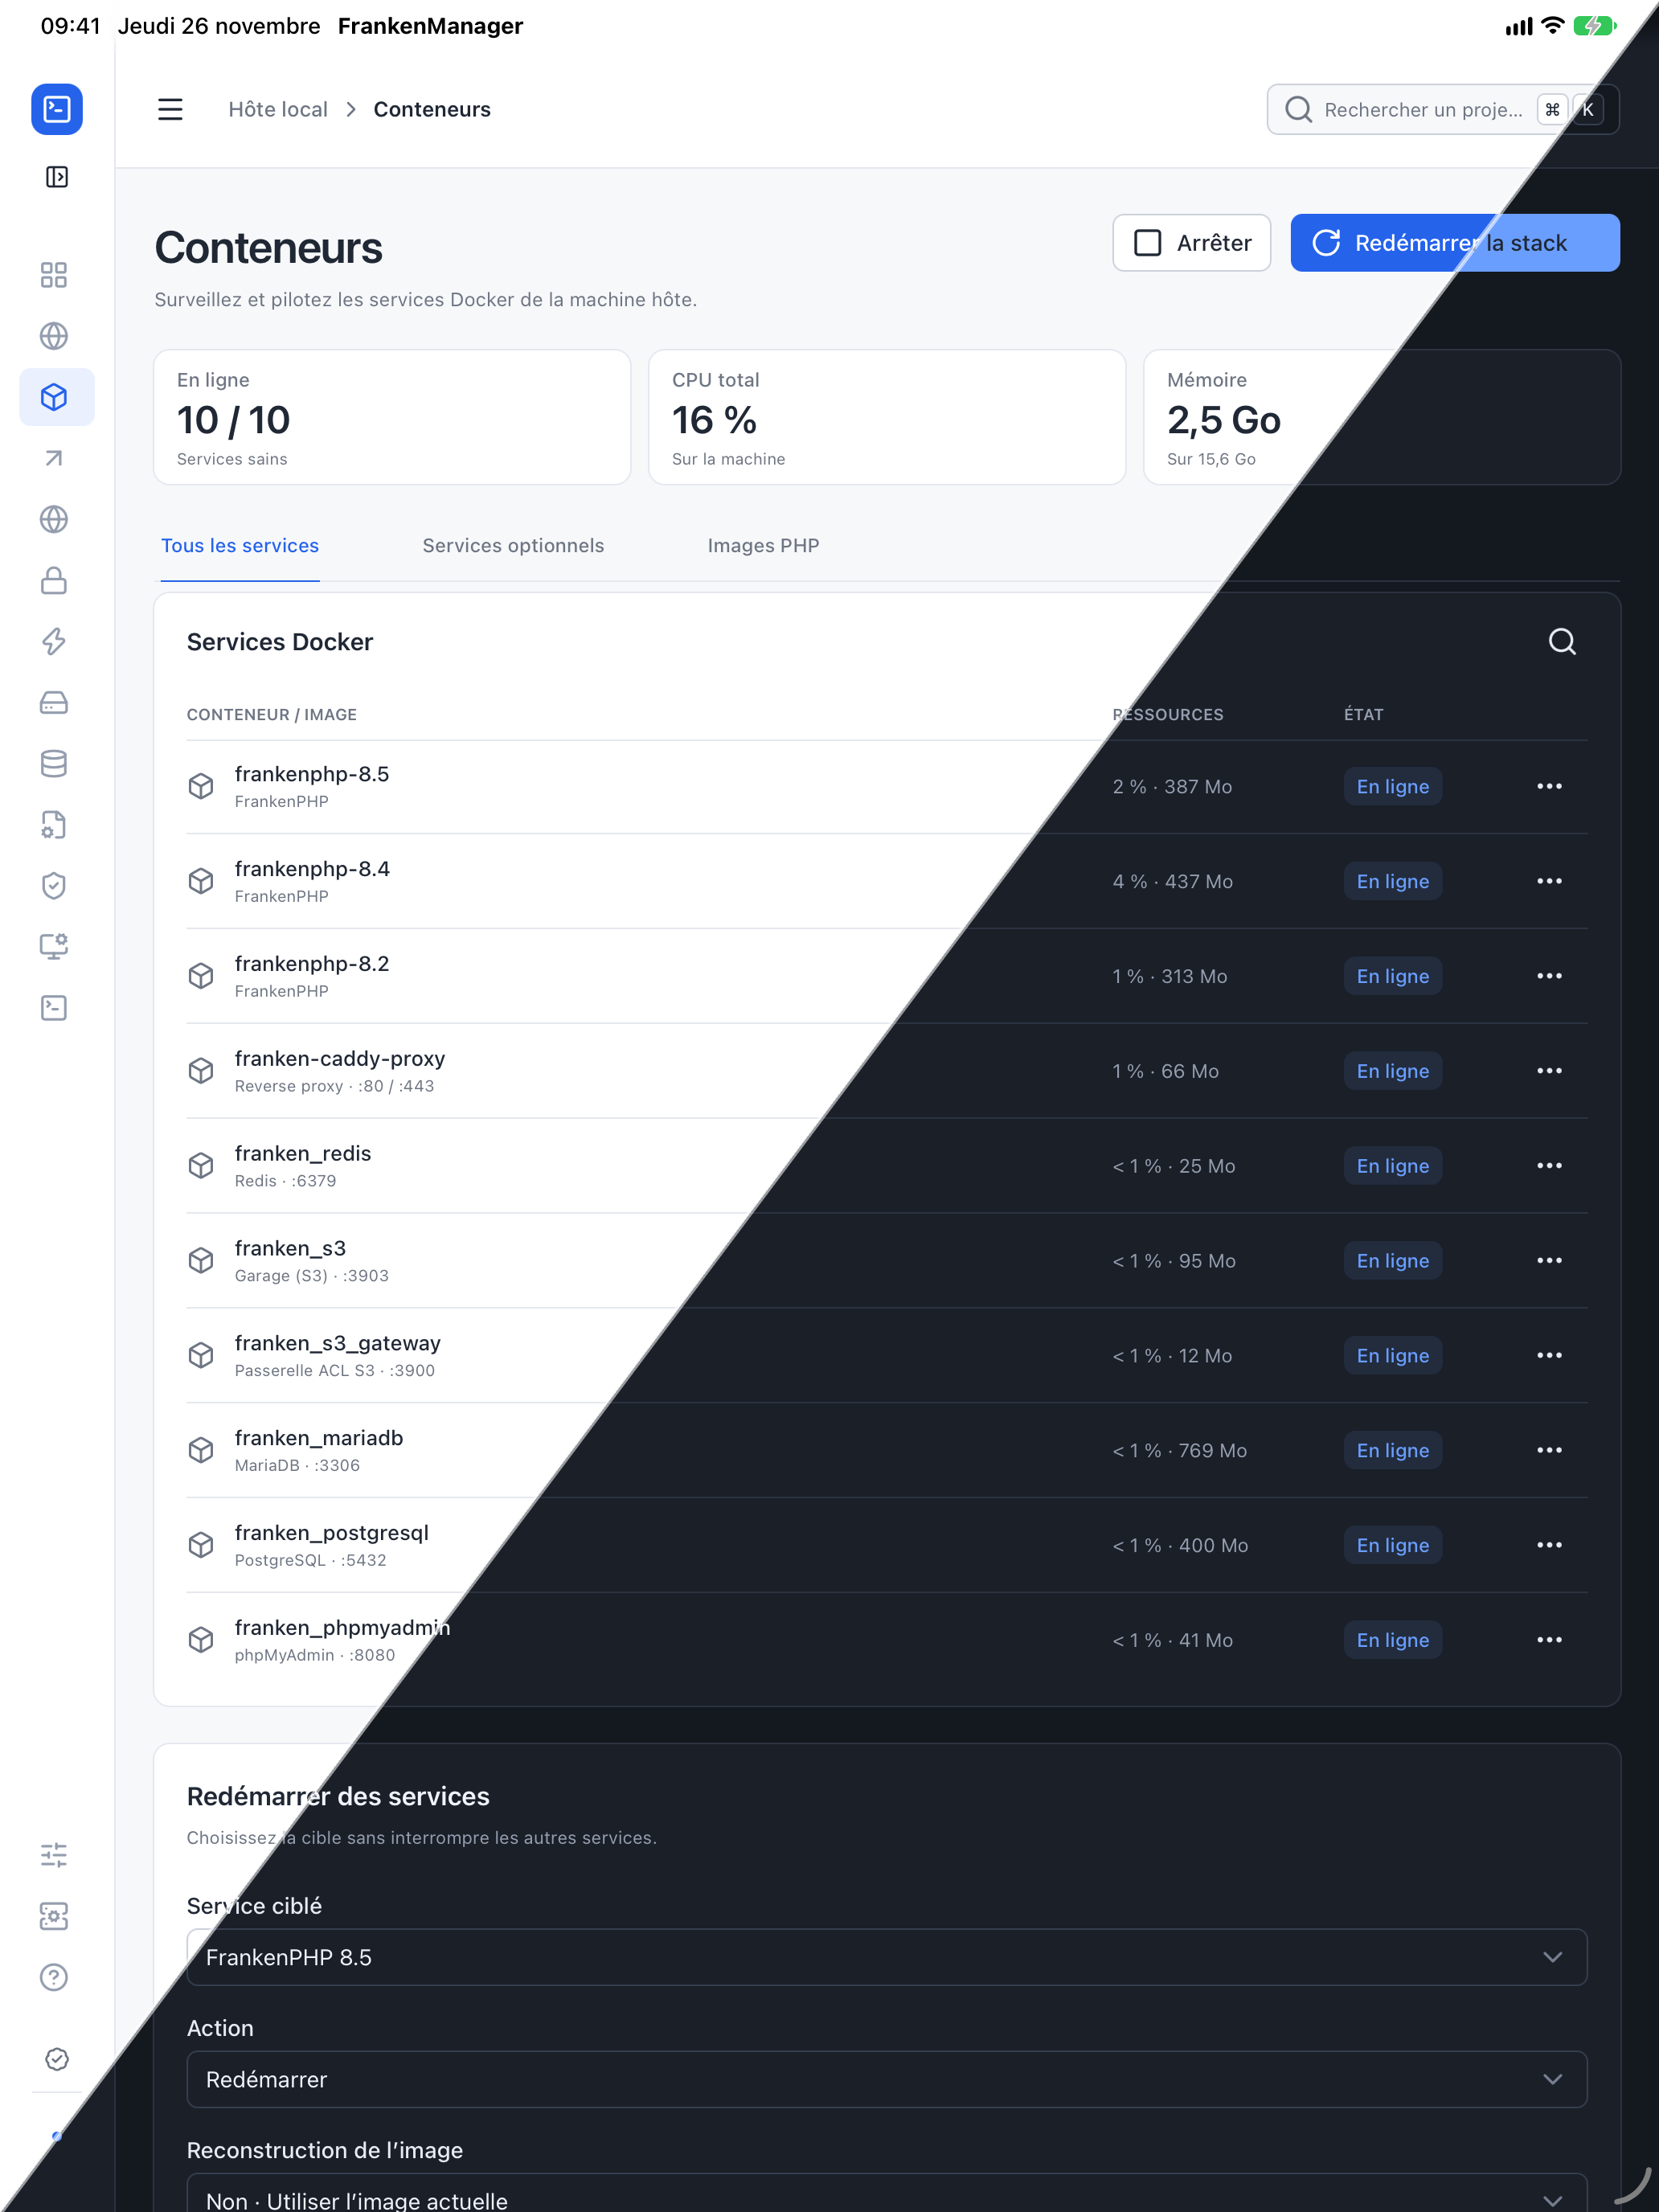 09:41 Jeudi 26 novembre FrankenManager
Hôte local > Conteneurs
Rechercher un proje... ⌘ K
Conteneurs
Arrêter
Redémarrer la stack
Surveillez et pilotez les services Docker de la machine hôte.
En ligne
10 / 10
Services sains
CPU total
16 %
Sur la machine
Mémoire
2,5 Go
Sur 15,6 Go
Tous les services
Services optionnels
Images PHP
Services Docker
CONTENEUR / IMAGE RESSOURCES ÉTAT
frankenphp-8.5
FrankenPHP
2 % · 387 Mo
En ligne
frankenphp-8.4
FrankenPHP
4 % · 437 Mo
En ligne
frankenphp-8.2
FrankenPHP
1 % · 313 Mo
En ligne
franken-caddy-proxy
Reverse proxy · :80 / :443
1 % · 66 Mo
En ligne
franken_redis
Redis · :6379
< 1 % · 25 Mo
En ligne
franken_s3
Garage (S3) · :3903
< 1 % · 95 Mo
En ligne
franken_s3_gateway
Passerelle ACL S3 · :3900
< 1 % · 12 Mo
En ligne
franken_mariadb
MariaDB · :3306
< 1 % · 769 Mo
En ligne
franken_postgresql
PostgreSQL · :5432
< 1 % · 400 Mo
En ligne
franken_phpmyadmin
phpMyAdmin · :8080
< 1 % · 41 Mo
En ligne
Redémarrer des services
Choisissez la cible sans interrompre les autres services.
Service ciblé
FrankenPHP 8.5
Action
Redémarrer
Reconstruction de l’image
Non · Utiliser l’image actuelle